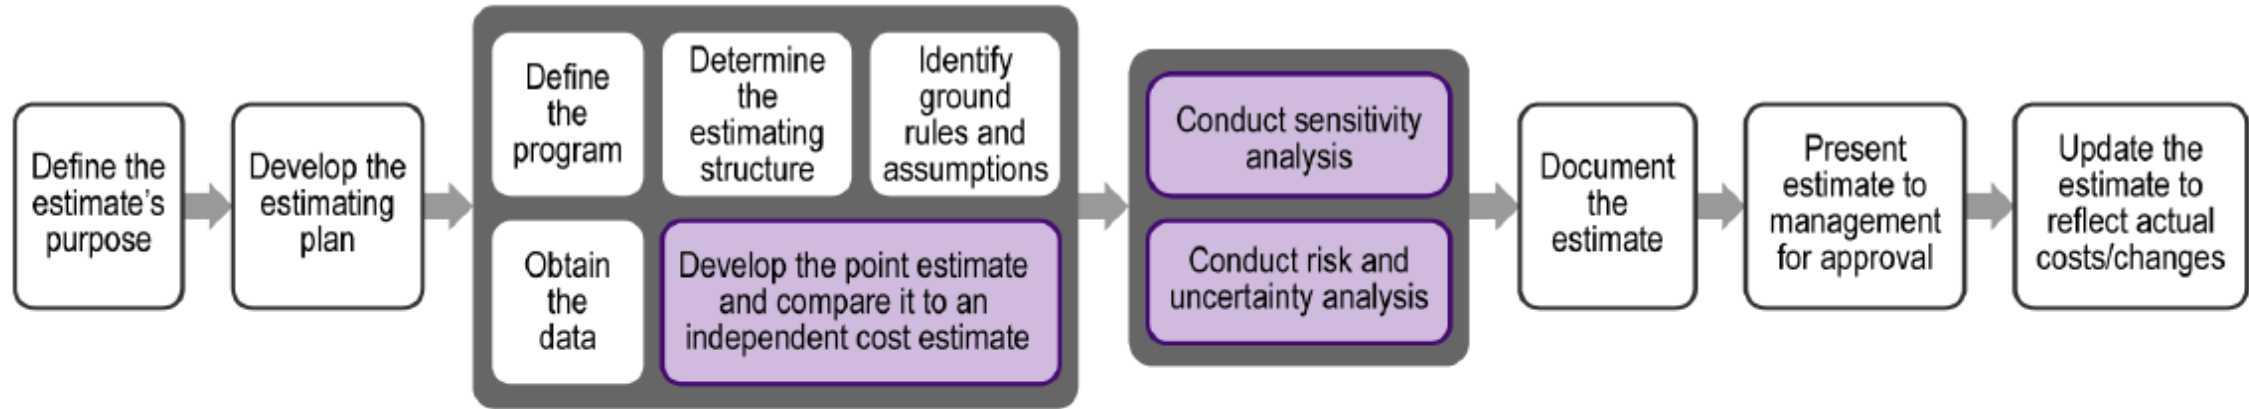 Define the
estimate's
purpose
Develop the
estimating
plan
Define
the
program
Determine
the
estimating
structure
Identify
ground
rules and
assumptions
Obtain
the
data
Develop the point estimate
and compare it to an
independent cost estimate
Conduct sensitivity
analysis
Conduct risk and
uncertainty analysis
Document
the
estimate
Present
estimate to
management
for approval
Update the
estimate to
reflect actual
costs/changes